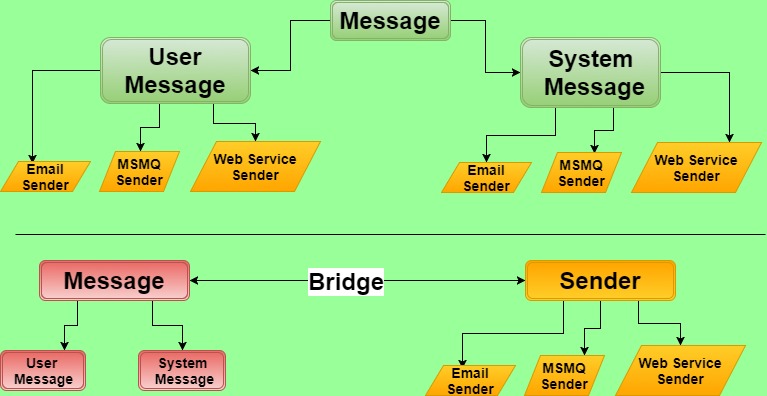 Message
User
Message
System
Message
Email
Sender
MSMQ
Sender
Web Service
Sender
Email
Sender
MSMQ
Sender
Web Service
Sender
Message
Bridge
Sender
User
Message
System
Message
Email
Sender
MSMQ
Sender
Web Service
Sender